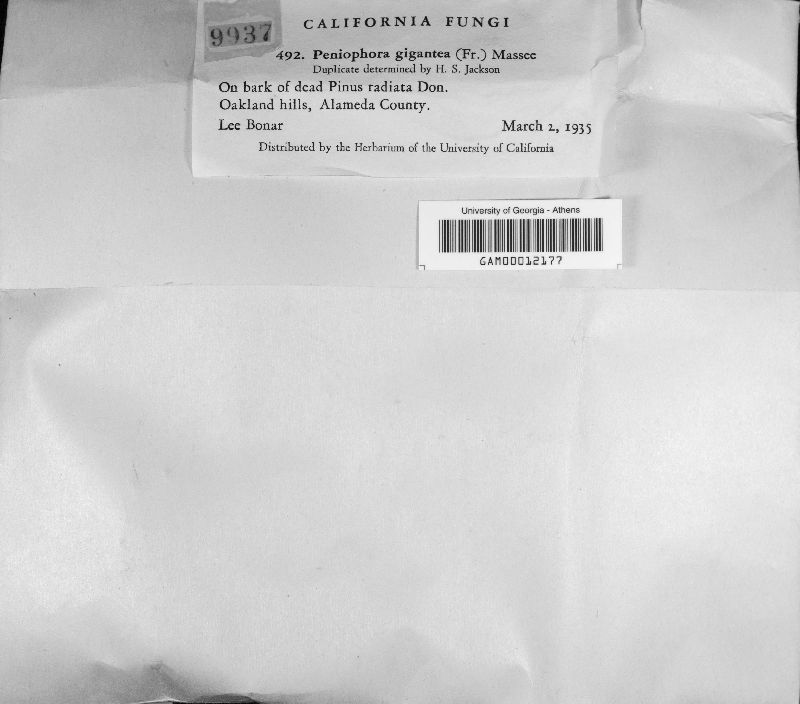 9937
CALIFORNIA FUNGI
492. Peniophora gigantea (Fr.) Massee
Duplicate determined by H. S. Jackson
On bark of dead Pinus radiata Don.
Oakland hills, Alameda County.
Lee Bonar March 2, 1935
Distributed by the Herbarium of the University of California
University of Georgia - Athens
GAM00012177